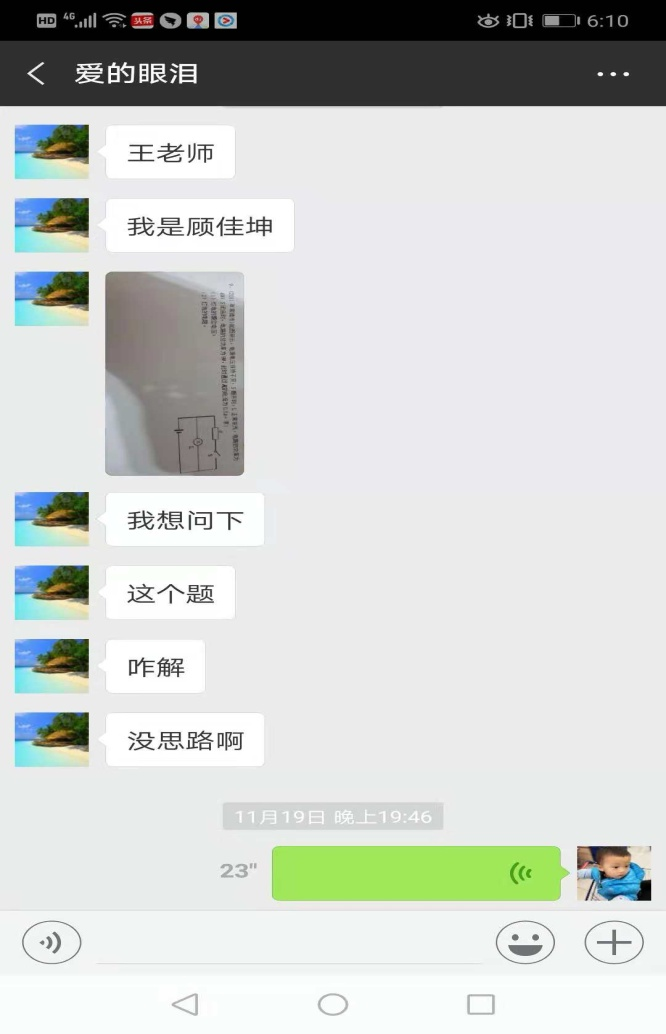 HD 4G 头条 6:10
爱的眼泪
王老师
我是顾佳坤
我想问下
这个题
咋解
没思路啊
11月19日 晚上19:46
23"